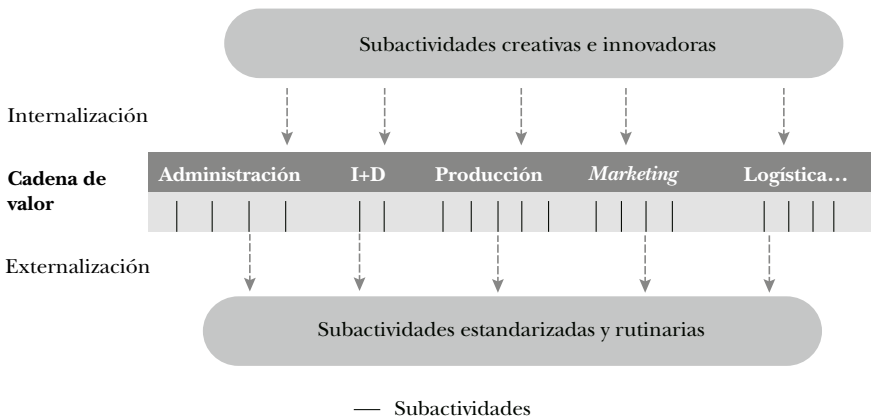 Subactividades creativas e innovadoras
Internalización
Cadena de
valor
Administración I+D Producción Marketing Logística…
Externalización
Subactividades estandarizadas y rutinarias
— Subactividades